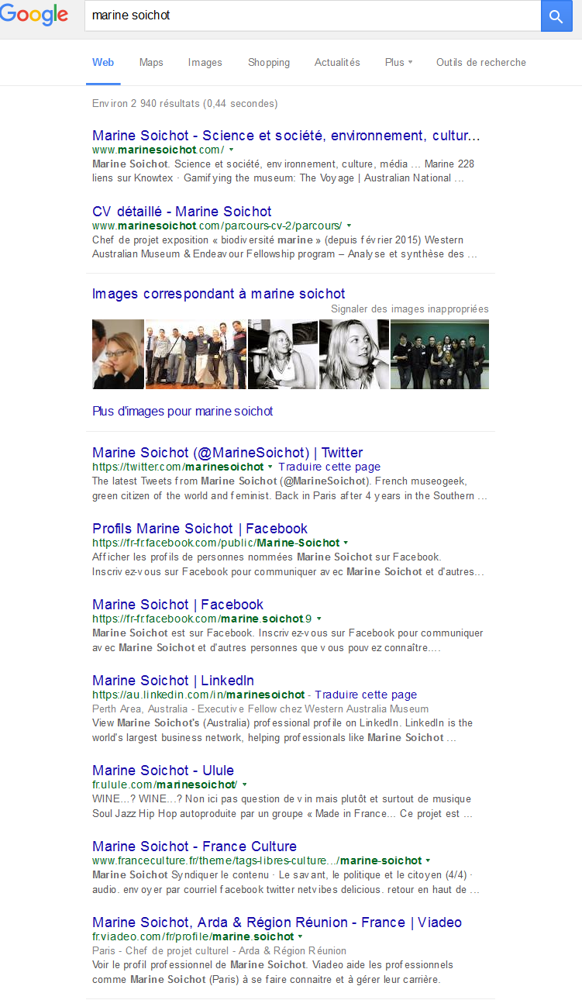 Google
marine soichot
Web Maps Images Shopping Actualités Plus Outils de recherche
Environ 2 940 résultats (0,44 secondes)
Marine Soichot - Science et société, environnement, cultur...
www.marinesoichot.com/
Marine Soichot. Science et société, environnement, culture, média ... Marine 228
liens sur Knowtex · Gamifying the museum: The Voyage | Australian National ...
CV détaillé - Marine Soichot
www.marinesoichot.com/parcours-cv-2/parcours/
Chef de projet exposition « biodiversité marine » (depuis février 2015) Western
Australian Museum & Endeavour Fellowship program – Analyse et synthèse des ...
Images correspondant à marine soichot
Signaler des images inappropriées
Plus d'images pour marine soichot
Marine Soichot (@MarineSoichot) | Twitter
https://twitter.com/marinesoichot Traduire cette page
The latest Tweets from Marine Soichot (@MarineSoichot). French museogeek,
green citizen of the world and feminist. Back in Paris after 4 years in the Southern ...
Profils Marine Soichot | Facebook
https://fr-fr.facebook.com/public/Marine-Soichot
Afficher les profils de personnes nommées Marine Soichot sur Facebook.
Inscrivez-vous sur Facebook pour communiquer avec Marine Soichot et d'autres...
Marine Soichot | Facebook
https://fr-fr.facebook.com/marine.soichot.9
Marine Soichot est sur Facebook. Inscrivez-vous sur Facebook pour communiquer
avec Marine Soichot et d'autres personnes que vous pouvez connaître....
Marine Soichot | LinkedIn
https://au.linkedin.com/in/marinesoichot - Traduire cette page
Perth Area, Australia - Executive Fellow chez Western Australia Museum
View Marine Soichot's (Australia) professional profile on LinkedIn. LinkedIn is the
world's largest business network, helping professionals like Marine Soichot ...
Marine Soichot - Ulule
fr.ulule.com/marinesoichot/
WINE...? WINE...? Non ici pas question de vin mais plutôt et surtout de musique
Soul Jazz Hip Hop autoproduite par un groupe « Made in France... Ce projet est ...
Marine Soichot - France Culture
www.franceculture.fr/theme/tags-libres-culture.../marine-soichot
Marine Soichot Syndiquer le contenu · Le savant, le politique et le citoyen (4/4) ·
audio. envoyer par courriel facebook twitter netvibes delicious. retour en haut de ...
Marine Soichot, Arda & Région Réunion - France | Viadeo
fr.viadeo.com/fr/profile/marine.soichot
Paris - Chef de projet culturel - Arda & Région Réunion
Voir le profil professionnel de Marine Soichot. Viadeo aide les professionnels
comme Marine Soichot (Paris) à se faire connaitre et à gérer leur carrière.